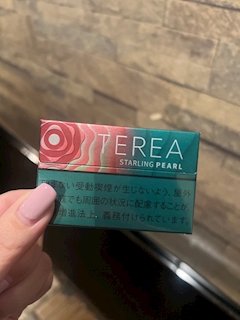 TEREA
STARLING PEARL
ない受動喫煙が生じないよう、屋外
でも周囲の状況に配慮することが
増進法上、義務付けられています。